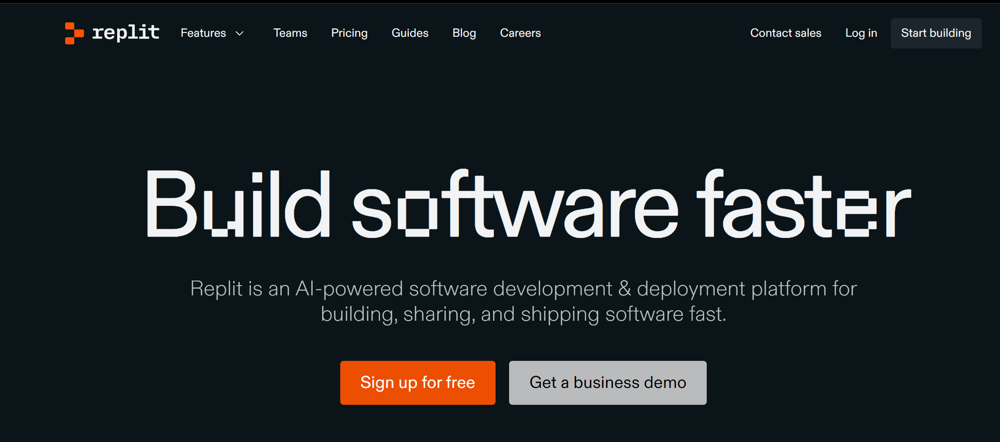 replit Features Teams Pricing Guides Blog Careers Contact sales Log in Start building
Build software faster
Replit is an AI-powered software development & deployment platform for
building, sharing, and shipping software fast.
Sign up for free Get a business demo